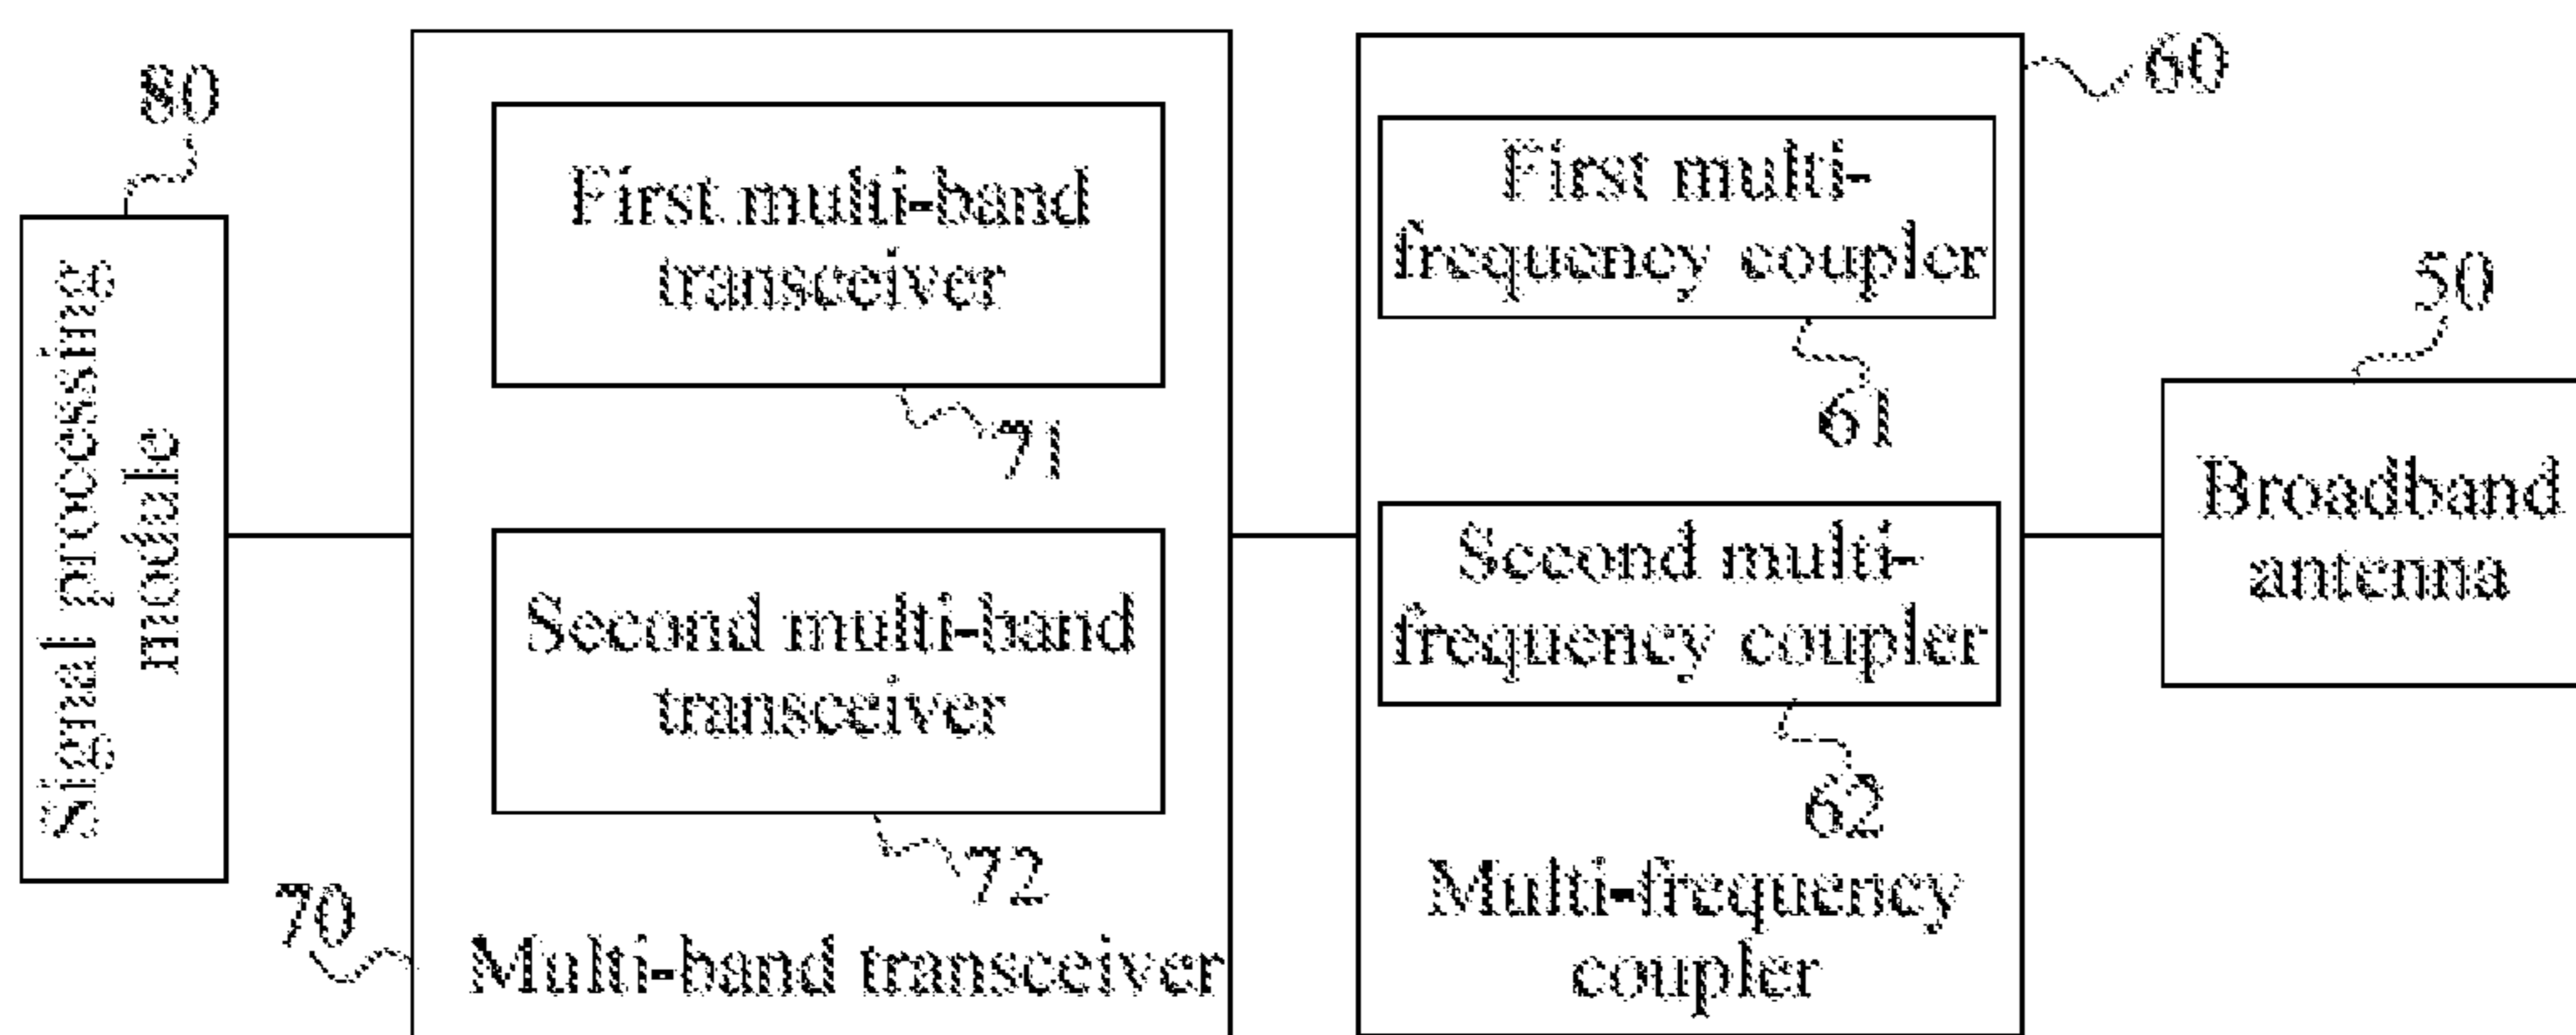 80
Signal processing
module
First multi-band
transceiver
71
Second multi-band
transceiver
72
70
Multi-band transceiver
60
First multi-
frequency coupler
61
Second multi-
frequency coupler
62
Multi-frequency
coupler
50
Broadband
antenna